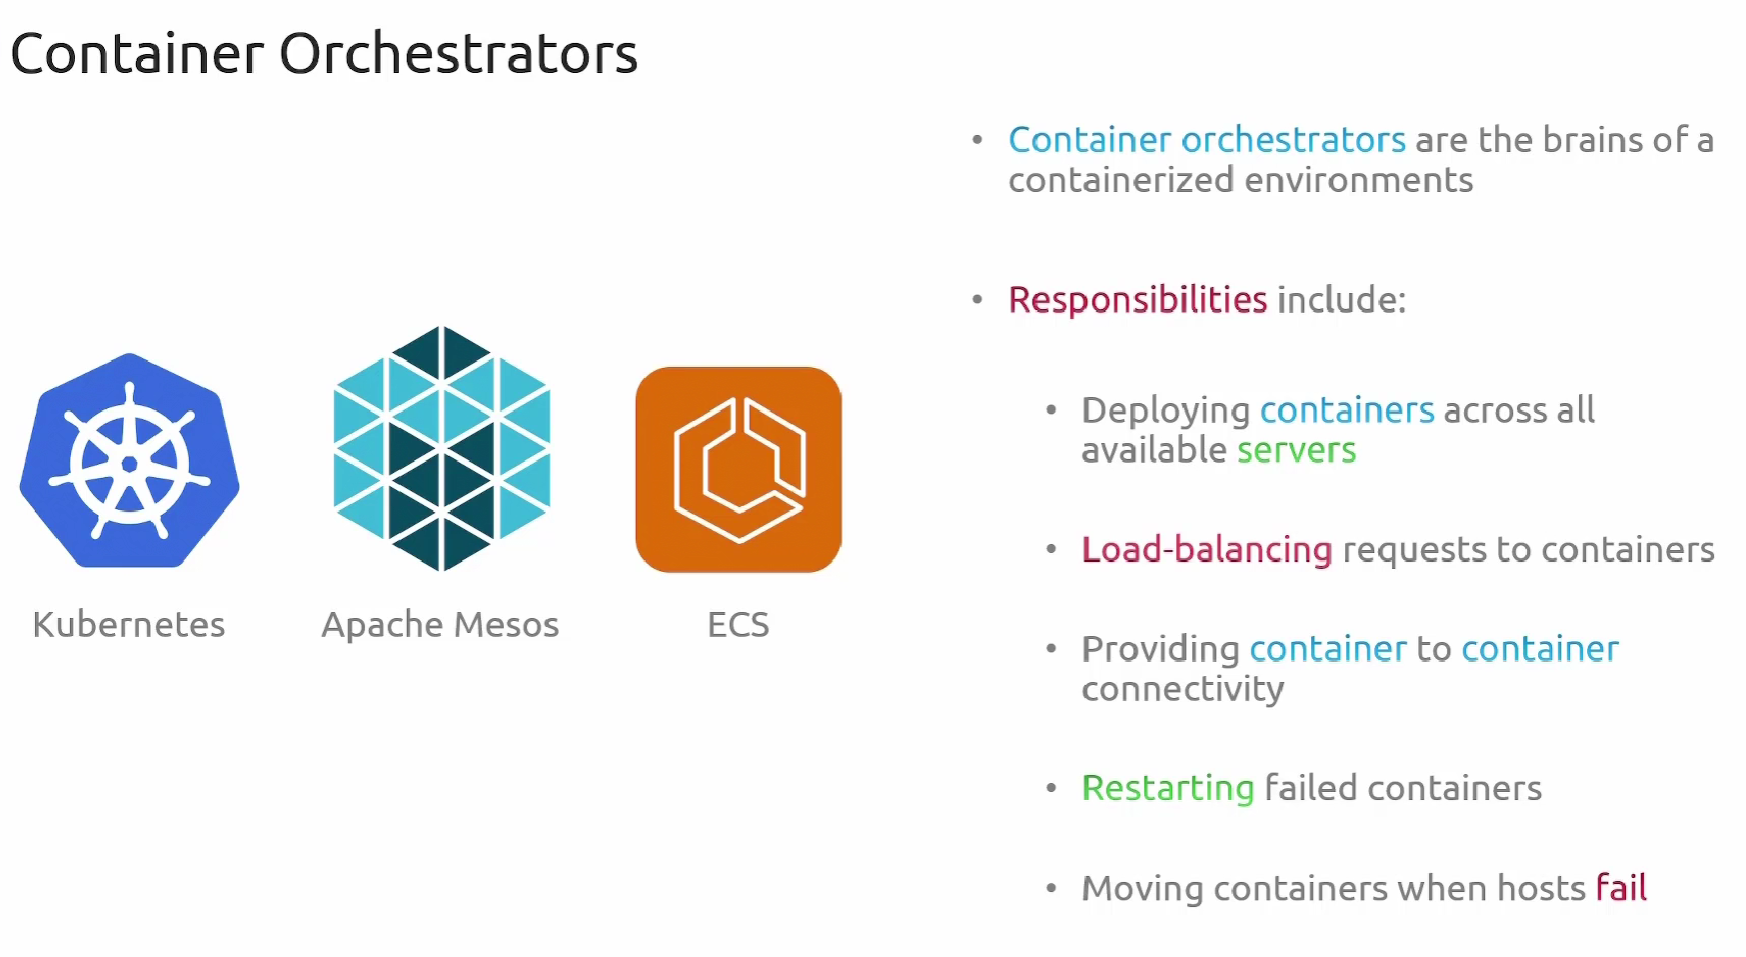 Container Orchestrators
• Container orchestrators are the brains of a
containerized environments
• Responsibilities include:
• Deploying containers across all
available servers
• Load-balancing requests to containers
• Providing container to container
connectivity
• Restarting failed containers
• Moving containers when hosts fail
Kubernetes
Apache Mesos
ECS